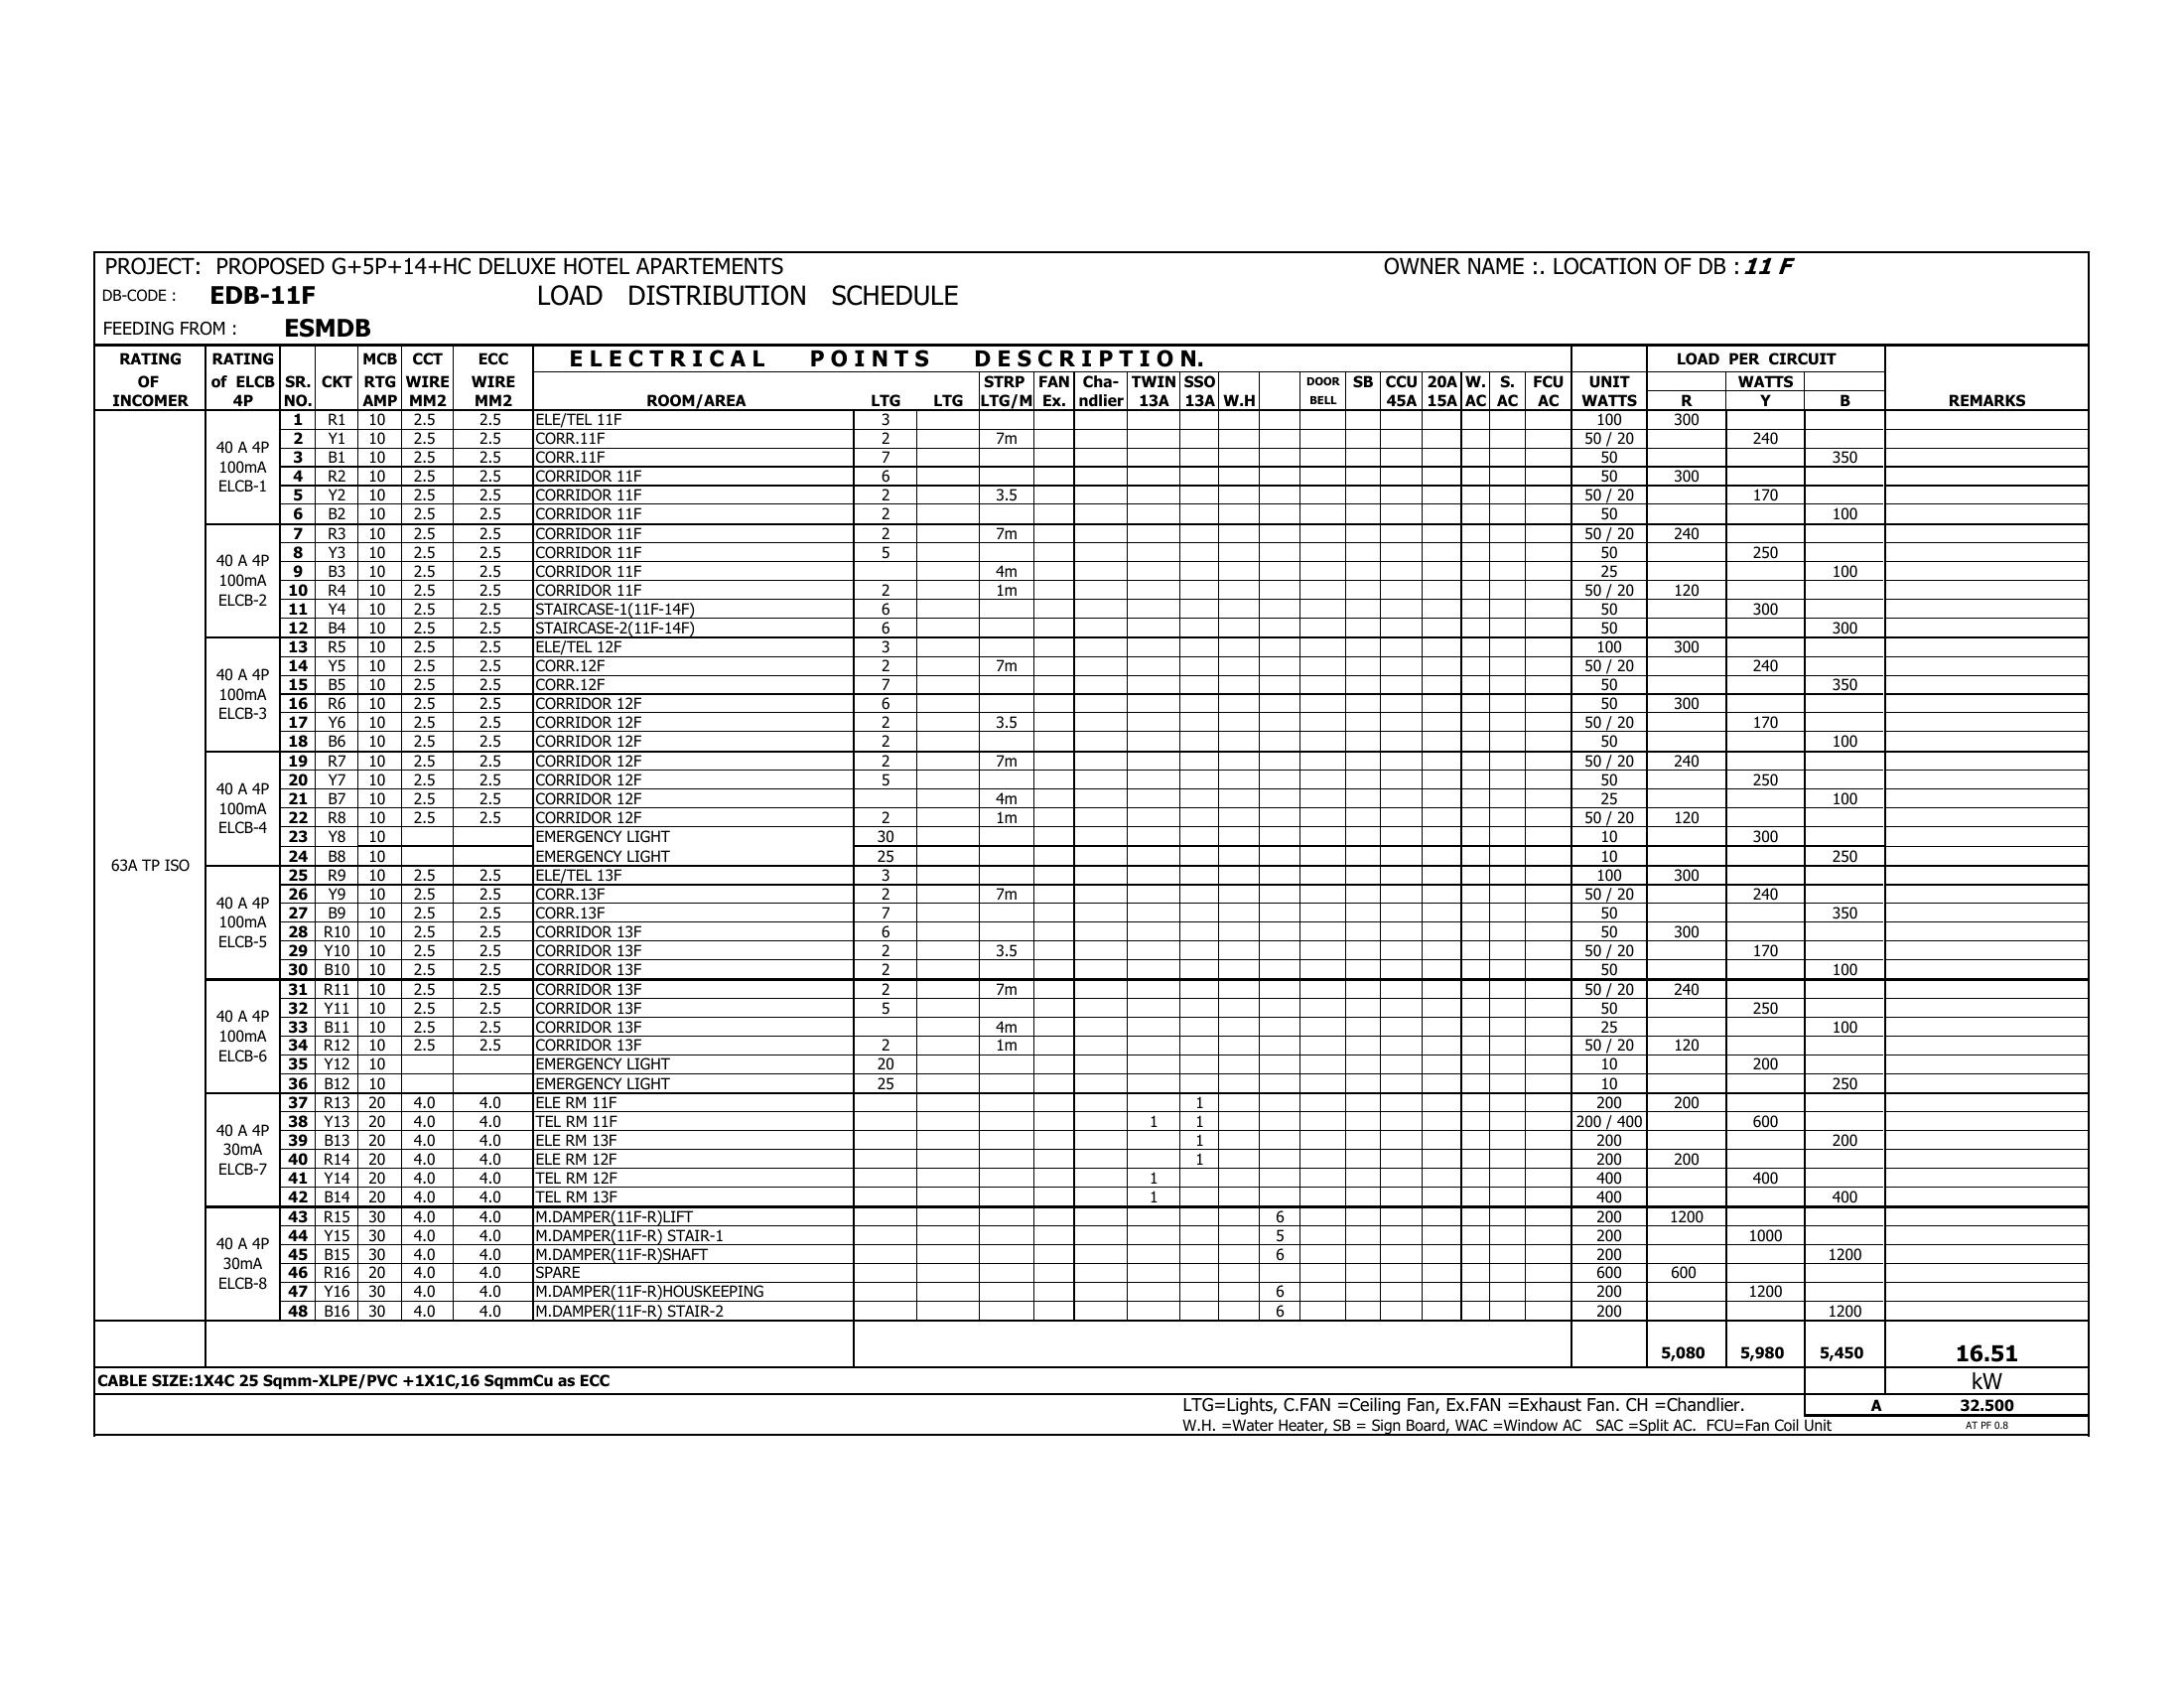 PROJECT: PROPOSED G+5P+14+HC DELUXE HOTEL APARTEMENTS OWNER NAME :. LOCATION OF DB : 11 F
DB-CODE : EDB-11F LOAD DISTRIBUTION SCHEDULE
FEEDING FROM : ESMDB
RATING RATING MCB CCT ECC ELECTRICAL POINTS DESCRIPTION. LOAD PER CIRCUIT
OF of ELCB SR. CKT RTG WIRE WIRE STRP FAN Cha- TWIN SSO DOOR SB CCU 20A W. S. FCU UNIT WATTS
INCOMER 4P NO. AMP MM2 MM2 ROOM/AREA LTG LTG LTG/M Ex. ndlier 13A 13A W.H BELL 45A 15A AC AC AC WATTS R Y B REMARKS
1 R1 10 2.5 2.5 ELE/TEL 11F 3 100 300
2 Y1 10 2.5 2.5 CORR.11F 2 7m 50 / 20 240
40 A 4P
3 B1 10 2.5 2.5 CORR.11F 7 50 350
100mA
4 R2 10 2.5 2.5 CORRIDOR 11F 6 50 300
ELCB-1
5 Y2 10 2.5 2.5 CORRIDOR 11F 2 3.5 50 / 20 170
6 B2 10 2.5 2.5 CORRIDOR 11F 2 50 100
7 R3 10 2.5 2.5 CORRIDOR 11F 2 7m 50 / 20 240
8 Y3 10 2.5 2.5 CORRIDOR 11F 5 50 250
40 A 4P
9 B3 10 2.5 2.5 CORRIDOR 11F 4m 25 100
100mA
10 R4 10 2.5 2.5 CORRIDOR 11F 2 1m 50 / 20 120
ELCB-2
11 Y4 10 2.5 2.5 STAIRCASE-1(11F-14F) 6 50 300
12 B4 10 2.5 2.5 STAIRCASE-2(11F-14F) 6 50 300
13 R5 10 2.5 2.5 ELE/TEL 12F 3 100 300
14 Y5 10 2.5 2.5 CORR.12F 2 7m 50 / 20 240
40 A 4P
15 B5 10 2.5 2.5 CORR.12F 7 50 350
100mA
16 R6 10 2.5 2.5 CORRIDOR 12F 6 50 300
ELCB-3
17 Y6 10 2.5 2.5 CORRIDOR 12F 2 3.5 50 / 20 170
18 B6 10 2.5 2.5 CORRIDOR 12F 2 50 100
19 R7 10 2.5 2.5 CORRIDOR 12F 2 7m 50 / 20 240
20 Y7 10 2.5 2.5 CORRIDOR 12F 5 50 250
40 A 4P
21 B7 10 2.5 2.5 CORRIDOR 12F 4m 25 100
100mA
22 R8 10 2.5 2.5 CORRIDOR 12F 2 1m 50 / 20 120
ELCB-4
23 Y8 10 EMERGENCY LIGHT 30 10 300
24 B8 10 EMERGENCY LIGHT 25 10 250
63A TP ISO
25 R9 10 2.5 2.5 ELE/TEL 13F 3 100 300
26 Y9 10 2.5 2.5 CORR.13F 2 7m 50 / 20 240
40 A 4P
27 B9 10 2.5 2.5 CORR.13F 7 50 350
100mA
28 R10 10 2.5 2.5 CORRIDOR 13F 6 50 300
ELCB-5
29 Y10 10 2.5 2.5 CORRIDOR 13F 2 3.5 50 / 20 170
30 B10 10 2.5 2.5 CORRIDOR 13F 2 50 100
31 R11 10 2.5 2.5 CORRIDOR 13F 2 7m 50 / 20 240
32 Y11 10 2.5 2.5 CORRIDOR 13F 5 50 250
40 A 4P
33 B11 10 2.5 2.5 CORRIDOR 13F 4m 25 100
100mA
34 R12 10 2.5 2.5 CORRIDOR 13F 2 1m 50 / 20 120
ELCB-6
35 Y12 10 EMERGENCY LIGHT 20 10 200
36 B12 10 EMERGENCY LIGHT 25 10 250
37 R13 20 4.0 4.0 ELE RM 11F 1 200 200
38 Y13 20 4.0 4.0 TEL RM 11F 1 1 200 / 400 600
40 A 4P
39 B13 20 4.0 4.0 ELE RM 13F 1 200 200
30mA
40 R14 20 4.0 4.0 ELE RM 12F 1 200 200
ELCB-7
41 Y14 20 4.0 4.0 TEL RM 12F 1 400 400
42 B14 20 4.0 4.0 TEL RM 13F 1 400 400
43 R15 30 4.0 4.0 M.DAMPER(11F-R)LIFT 6 200 1200
44 Y15 30 4.0 4.0 M.DAMPER(11F-R) STAIR-1 5 200 1000
40 A 4P
45 B15 30 4.0 4.0 M.DAMPER(11F-R)SHAFT 6 200 1200
30mA
46 R16 20 4.0 4.0 SPARE 600 600
ELCB-8
47 Y16 30 4.0 4.0 M.DAMPER(11F-R)HOUSKEEPING 6 200 1200
48 B16 30 4.0 4.0 M.DAMPER(11F-R) STAIR-2 6 200 1200
5,080 5,980 5,450 16.51
CABLE SIZE:1X4C 25 Sqmm-XLPE/PVC +1X1C,16 SqmmCu as ECC kW
LTG=Lights, C.FAN =Ceiling Fan, Ex.FAN =Exhaust Fan. CH =Chandlier. A 32.500
W.H. =Water Heater, SB = Sign Board, WAC =Window AC SAC =Split AC. FCU=Fan Coil Unit AT PF 0.8